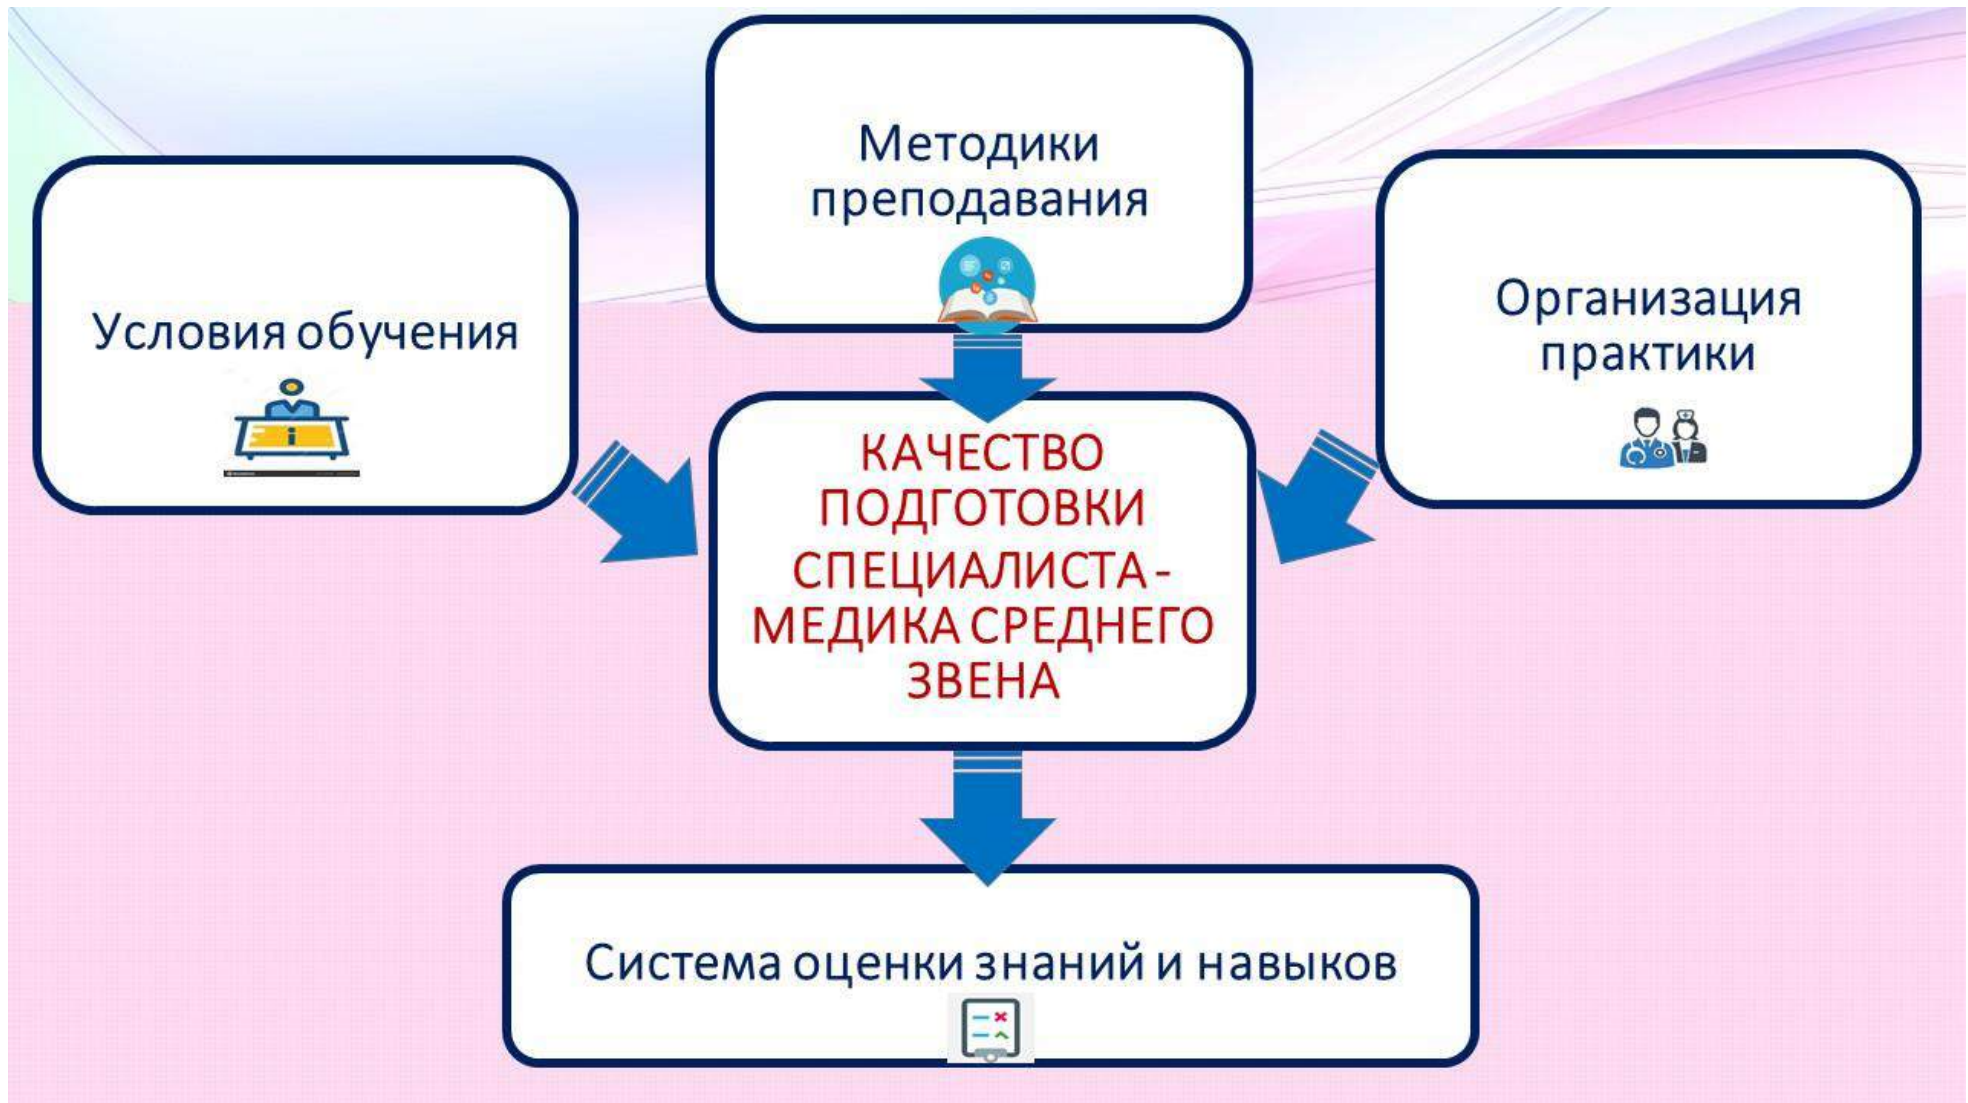 Методики
преподавания
Условия обучения
Организация
практики
КАЧЕСТВО
ПОДГОТОВКИ
СПЕЦИАЛИСТА -
МЕДИКА СРЕДНЕГО
ЗВЕНА
Система оценки знаний и навыков